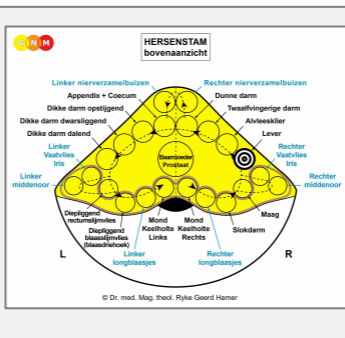 G N M
HERSENSTAM
bovenaanzicht
Linker nierverzamelbuizen
Rechter nierverzamelbuizen
Appendix + Coecum
Dunne darm
Dikke darm opstijgend
Twaalfvingerige darm
Dikke darm dwarsliggend
Alvleesklier
Dikke darm dalend
Lever
Linker
Vaatvlies
Iris
Rechter
Vaatvlies
Iris
Baarmoeder
Prostaat
Linker
middenoor
Rechter
middenoor
Diepliggend
rectumslijmvlies
Diepliggend
blaasslijmvlies
(blaasdriehoek)
Mond
Keelholte
Links
Mond
Keelholte
Rechts
Maag
Slokdarm
L
R
Linker
longblaasjes
Rechter
longblaasjes
© Dr. med. Mag. theol. Ryke Geerd Hamer